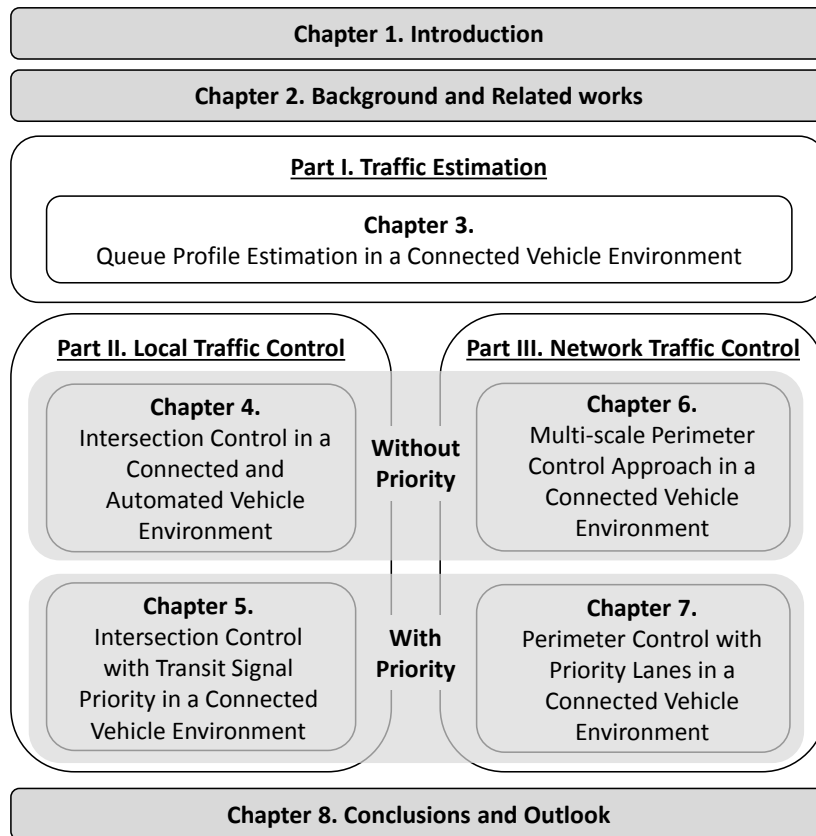 Chapter 1. Introduction
Chapter 2. Background and Related works
Part I. Traffic Estimation
Chapter 3.
Queue Profile Estimation in a Connected Vehicle Environment
Part II. Local Traffic Control
Chapter 4.
Intersection Control in a
Connected and
Automated Vehicle
Environment
Chapter 5.
Intersection Control
with Transit Signal
Priority in a Connected
Vehicle Environment
Without
Priority
With
Priority
Part III. Network Traffic Control
Chapter 6.
Multi-scale Perimeter
Control Approach in a
Connected Vehicle
Environment
Chapter 7.
Perimeter Control with
Priority Lanes in a
Connected Vehicle
Environment
Chapter 8. Conclusions and Outlook